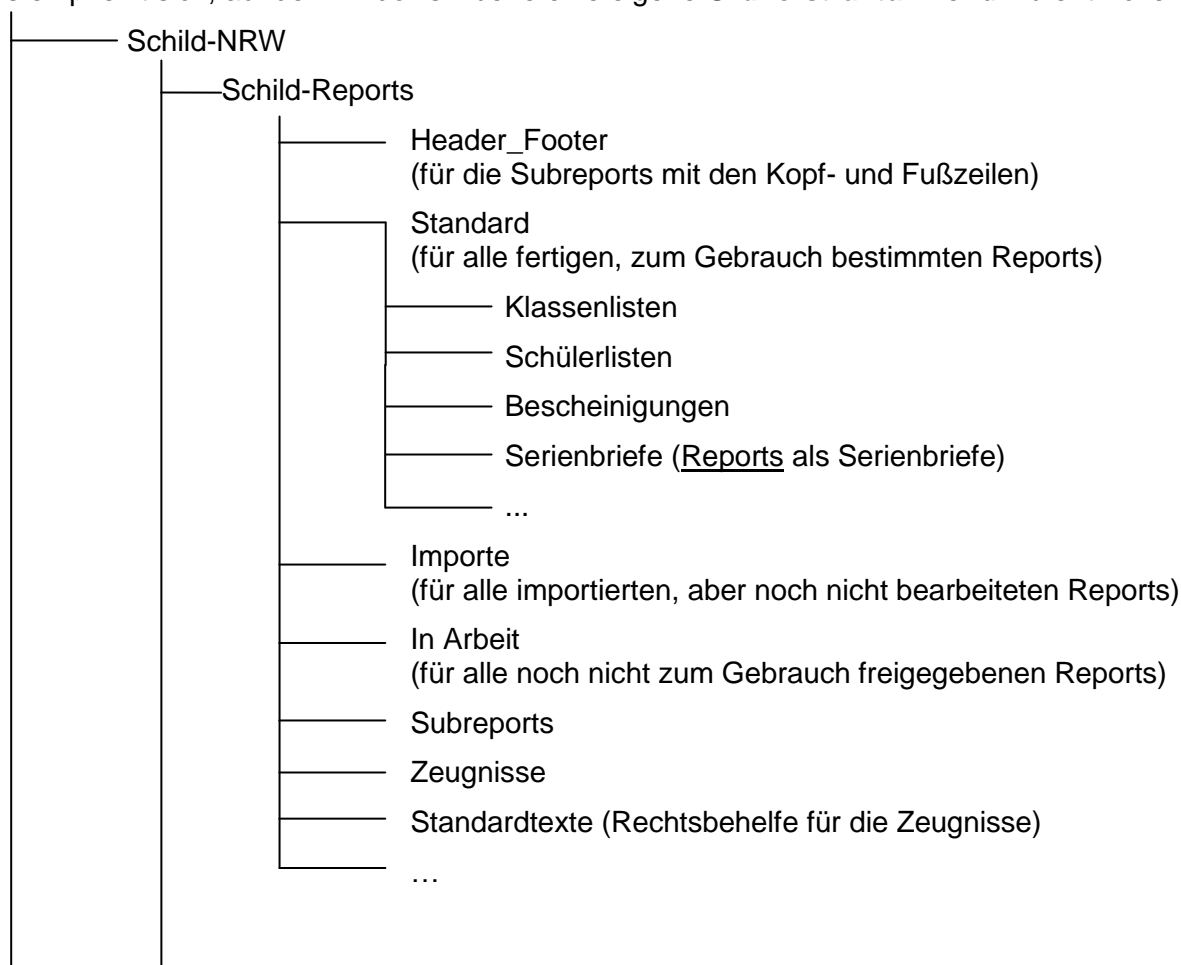 Schild-NRW
Schild-Reports
Header_Footer
(für die Subreports mit den Kopf- und Fußzeilen)
Standard
(für alle fertigen, zum Gebrauch bestimmten Reports)
Klassenlisten
Schülerlisten
Bescheinigungen
Serienbriefe (Reports als Serienbriefe)
...
Importe
(für alle importierten, aber noch nicht bearbeiteten Reports)
In Arbeit
(für alle noch nicht zum Gebrauch freigegebenen Reports)
Subreports
Zeugnisse
Standardtexte (Rechtsbehelfe für die Zeugnisse)
…